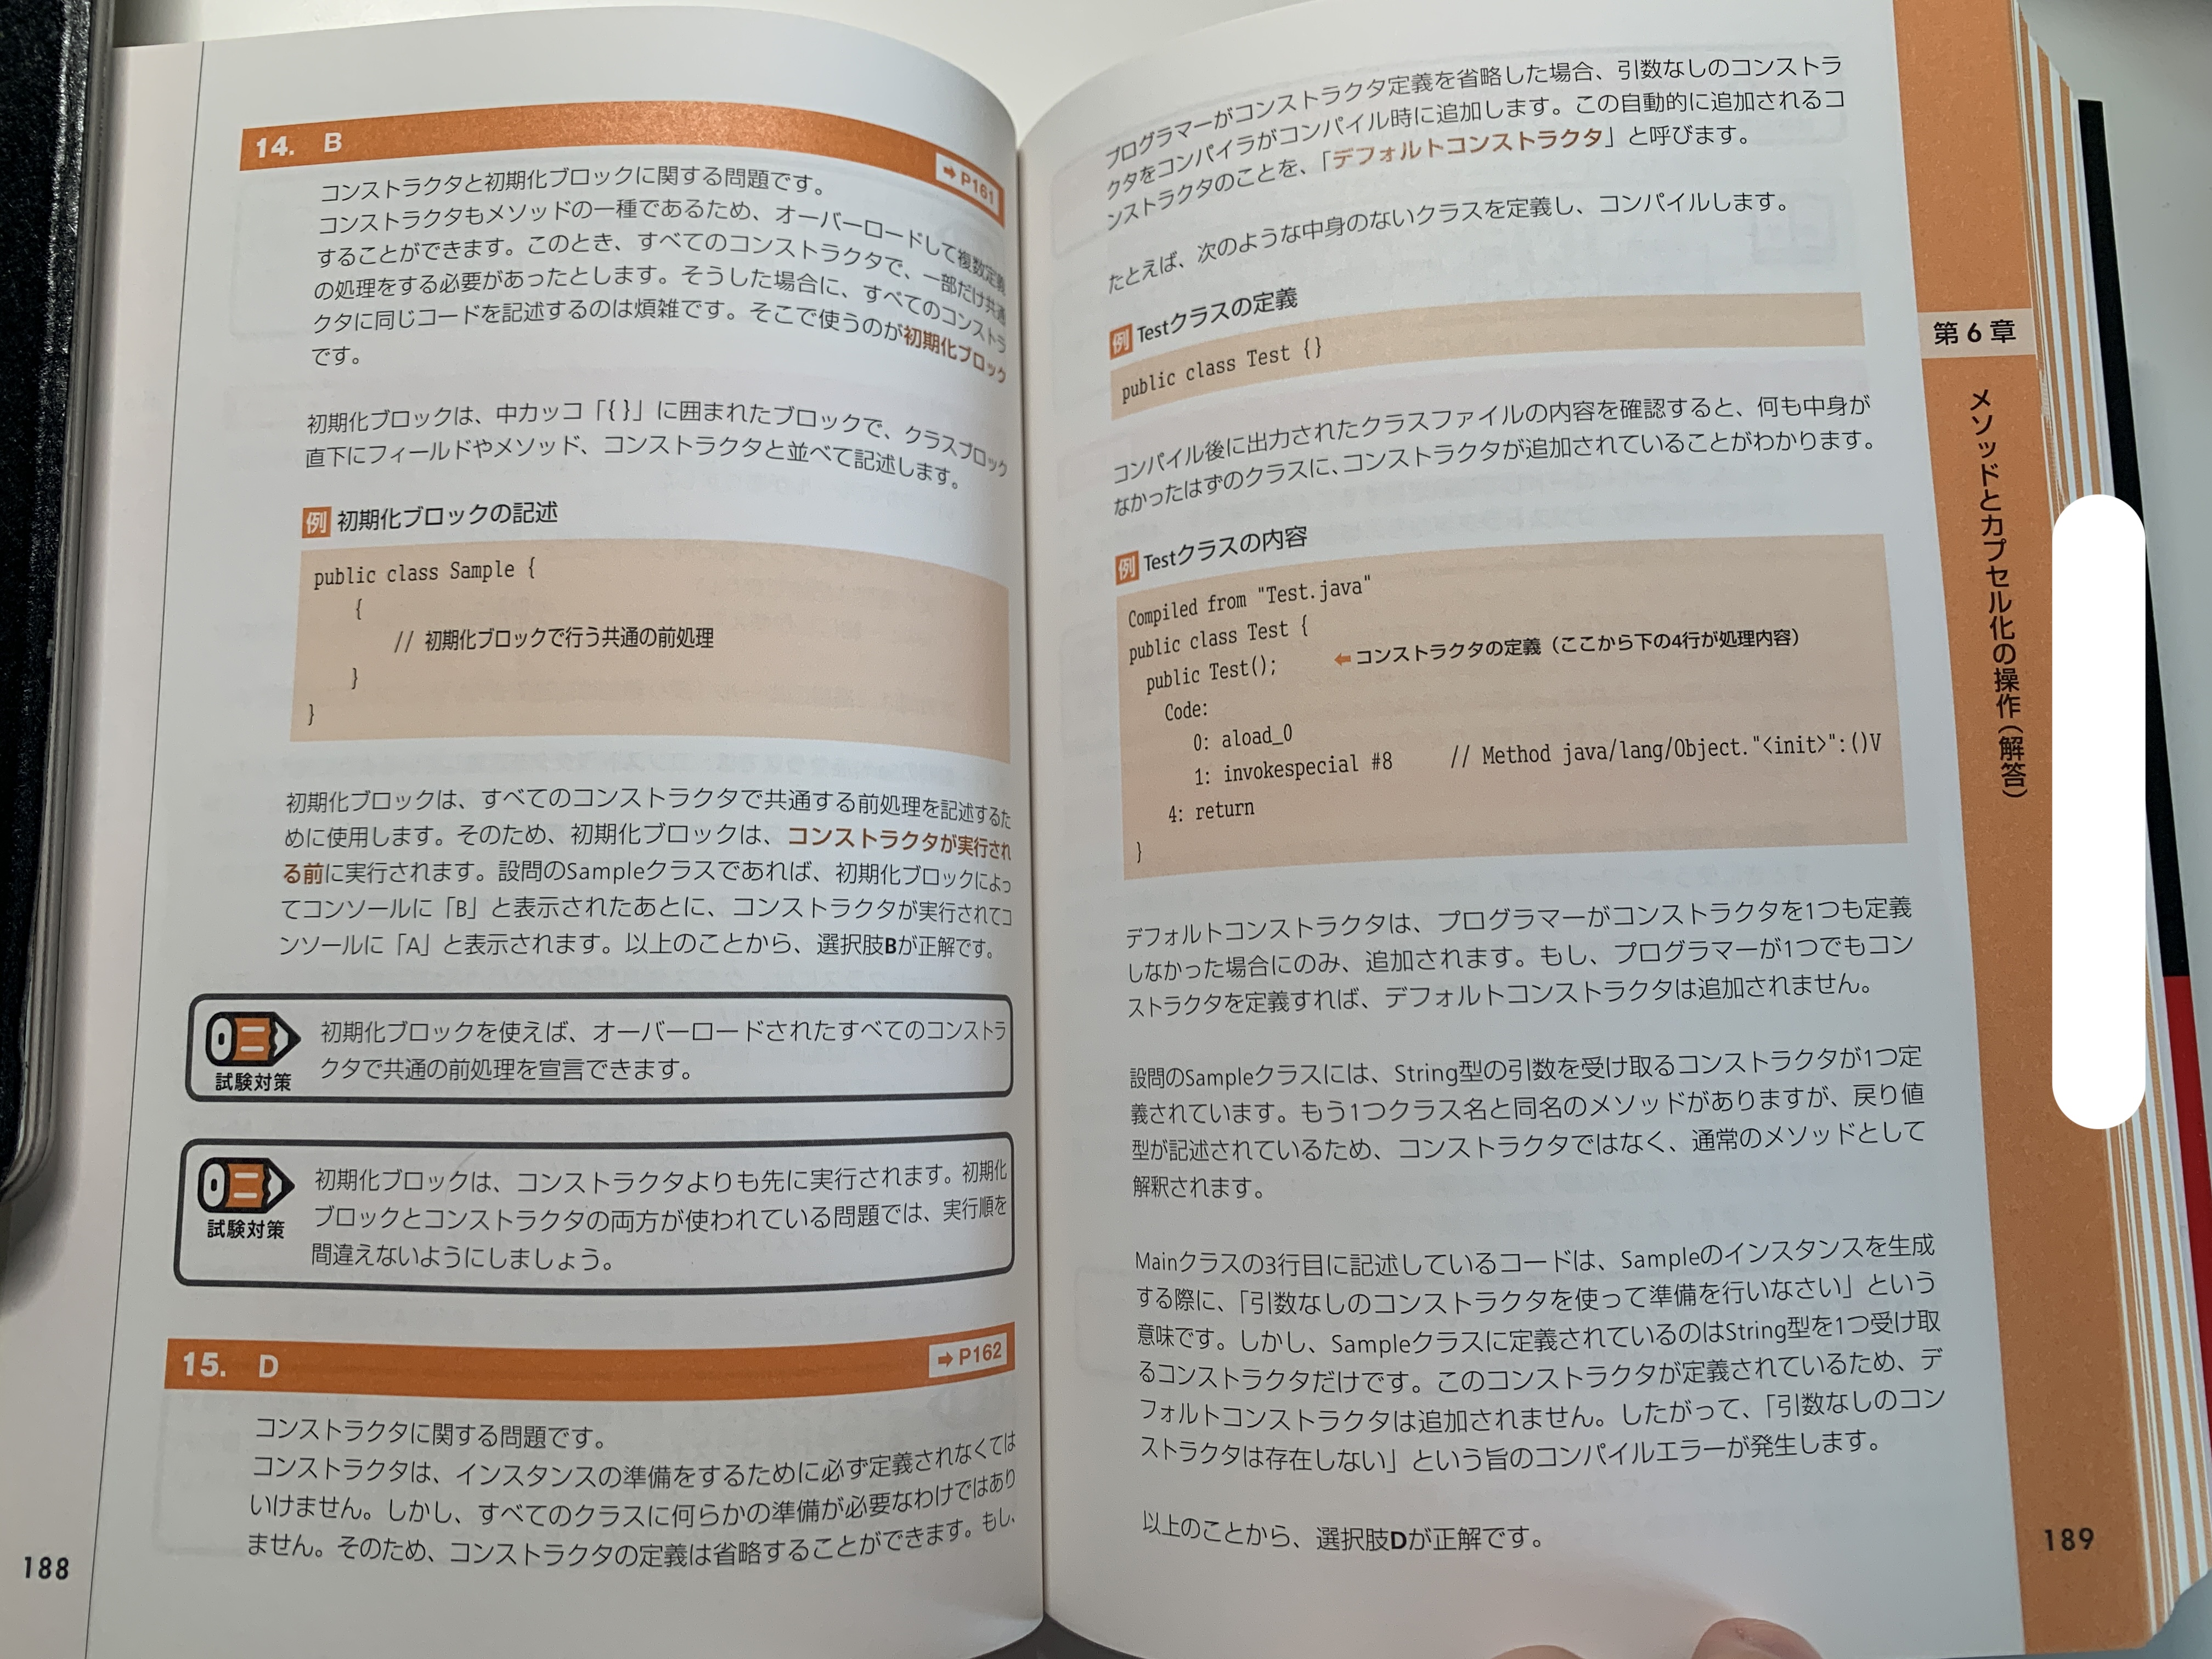 14. B
➡P161
コンストラクタと初期化ブロックに関する問題です。
コンストラクタもメソッドの一種であるため、オーバーロードして複数定義
することができます。このとき、すべてのコンストラクタで、一部だけ共通
の処理をする必要があったとします。そうした場合に、すべてのコンストラ
クタに同じコードを記述するのは煩雑です。そこで使うのが初期化ブロック
です。
初期化ブロックは、中カッコ「{ }」に囲まれたブロックで、クラスブロック
直下にフィールドやメソッド、コンストラクタと並べて記述します。
例 初期化ブロックの記述
public class Sample {
{
// 初期化ブロックで行う共通の前処理
}
}
初期化ブロックは、すべてのコンストラクタで共通する前処理を記述するた
めに使用します。そのため、初期化ブロックは、コンストラクタが実行され
る前に実行されます。設問のSampleクラスであれば、初期化ブロックによっ
てコンソールに「B」と表示されたあとに、コンストラクタが実行されてコ
ンソールに「A」と表示されます。以上のことから、選択肢Bが正解です。
初期化ブロックを使えば、オーバーロードされたすべてのコンストラ
クタで共通の前処理を宣言できます。
試験対策
初期化ブロックは、コンストラクタよりも先に実行されます。初期化
ブロックとコンストラクタの両方が使われている問題では、実行順を
間違えないようにしましょう。
試験対策
15. D
➡P162
コンストラクタに関する問題です。
コンストラクタは、インスタンスの準備をするために必ず定義されなくては
いけません。しかし、すべてのクラスに何らかの準備が必要なわけではあり
ません。そのため、コンストラクタの定義は省略することができます。もし、
188
プログラマーがコンストラクタ定義を省略した場合、引数なしのコンストラ
クタをコンパイラがコンパイル時に追加します。この自動的に追加されるコ
ンストラクタのことを、「デフォルトコンストラクタ」と呼びます。
たとえば、次のような中身のないクラスを定義し、コンパイルします。
例 Testクラスの定義
public class Test {}
コンパイル後に出力されたクラスファイルの内容を確認すると、何も中身が
なかったはずのクラスに、コンストラクタが追加されていることがわかります。
例 Testクラスの内容
Compiled from "Test.java"
public class Test {
public Test(); ⬅コンストラクタの定義（ここから下の4行が処理内容）
Code:
0: aload_0
1: invokespecial #8 // Method java/lang/Object."<init>":()V
4: return
}
デフォルトコンストラクタは、プログラマーがコンストラクタを1つも定義
しなかった場合にのみ、追加されます。もし、プログラマーが1つでもコン
ストラクタを定義すれば、デフォルトコンストラクタは追加されません。
設問のSampleクラスには、String型の引数を受け取るコンストラクタが1つ定
義されています。もう1つクラス名と同名のメソッドがありますが、戻り値
型が記述されているため、コンストラクタではなく、通常のメソッドとして
解釈されます。
Mainクラスの3行目に記述しているコードは、Sampleのインスタンスを生成
する際に、「引数なしのコンストラクタを使って準備を行いなさい」という
意味です。しかし、Sampleクラスに定義されているのはString型を1つ受け取
るコンストラクタだけです。このコンストラクタが定義されているため、デ
フォルトコンストラクタは追加されません。したがって、「引数なしのコン
ストラクタは存在しない」という旨のコンパイルエラーが発生します。
以上のことから、選択肢Dが正解です。
第6章
メソッドとカプセル化の操作（解答）
189